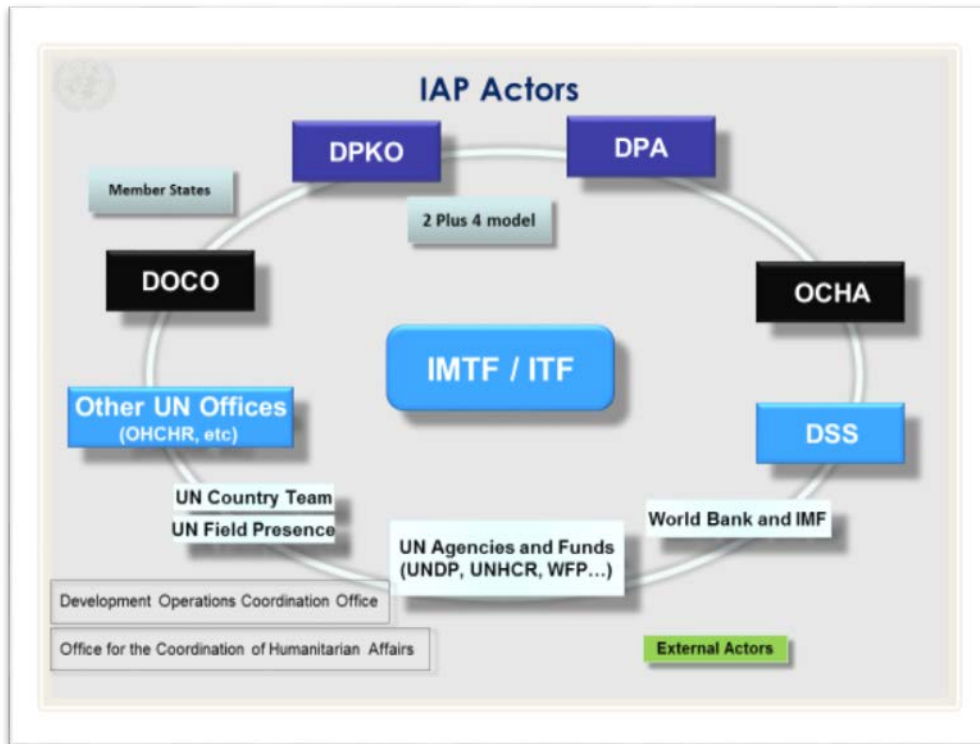 IAP Actors
DPKO
DPA
Member States
2 Plus 4 model
DOCO
OCHA
IMTF / ITF
Other UN Offices
(OHCHR, etc)
DSS
UN Country Team
UN Field Presence
World Bank and IMF
UN Agencies and Funds
(UNDP, UNHCR, WFP...)
Development Operations Coordination Office
Office for the Coordination of Humanitarian Affairs
External Actors